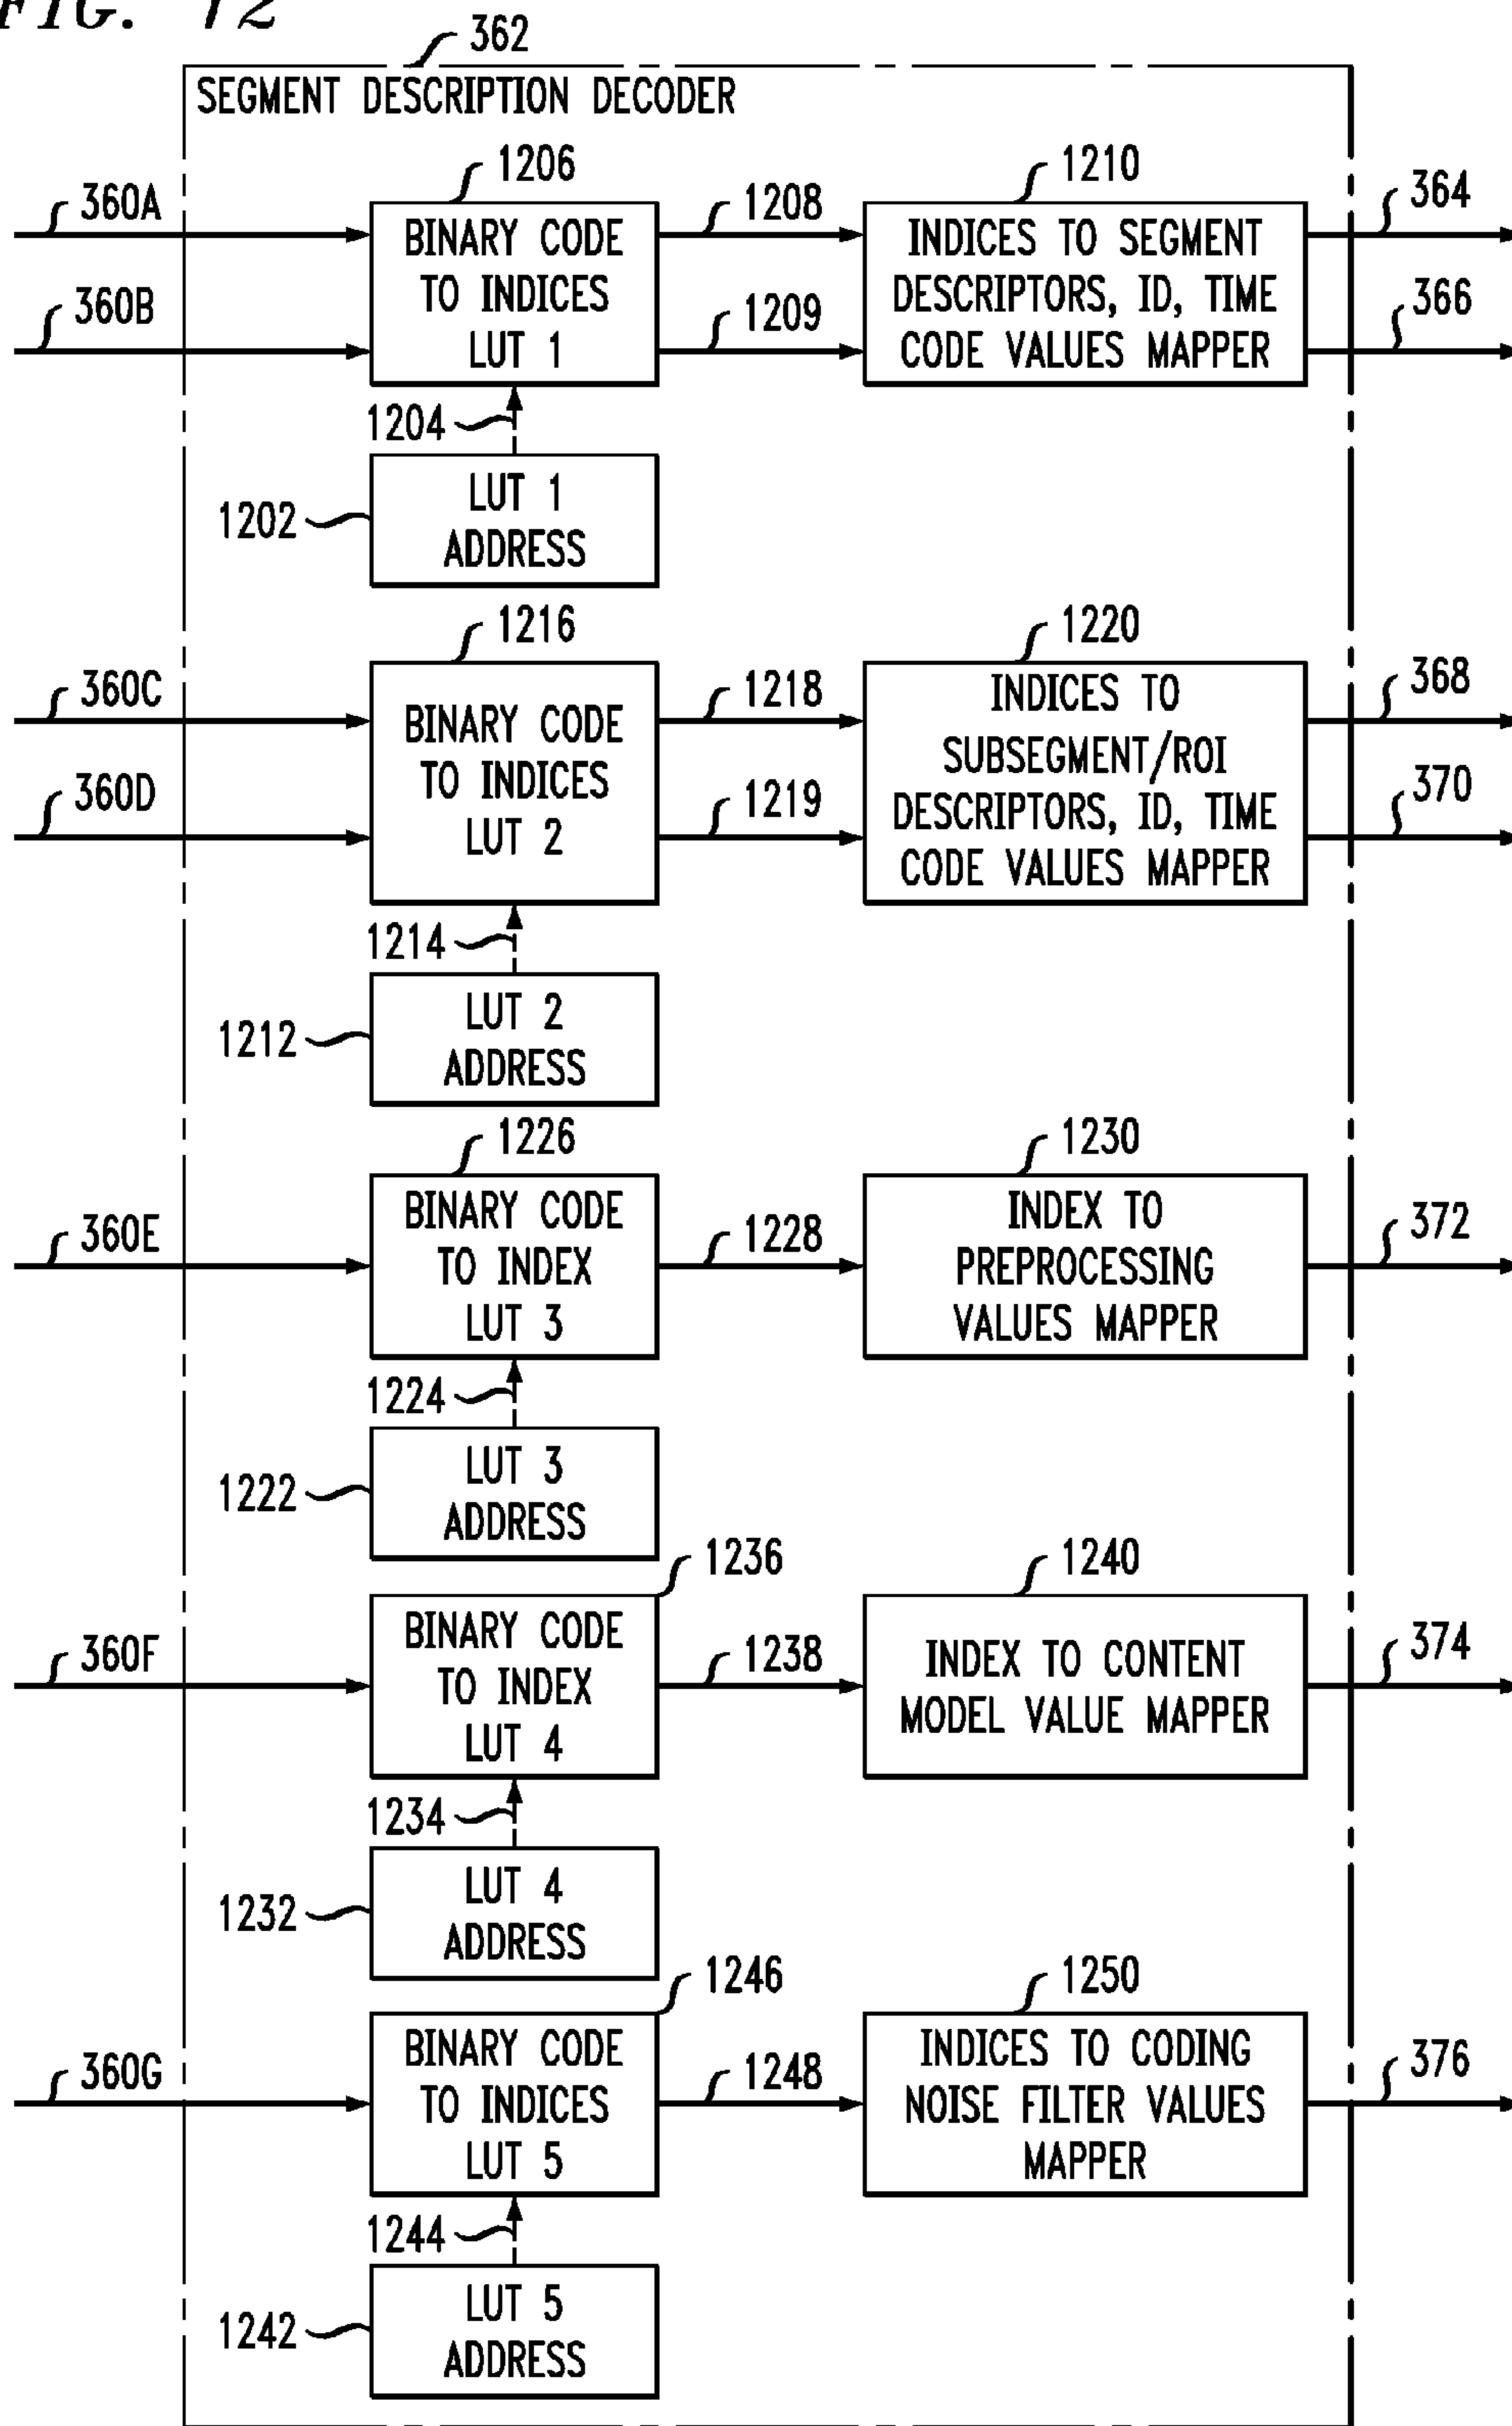 FIG. 12
362
SEGMENT DESCRIPTION DECODER
1206
1210
360A
1208
364
BINARY CODE
TO INDICES
LUT 1
INDICES TO SEGMENT
DESCRIPTORS, ID, TIME
CODE VALUES MAPPER
360B
1209
366
1204
LUT 1
ADDRESS
1202
1216
1220
360C
1218
368
BINARY CODE
TO INDICES
LUT 2
INDICES TO
SUBSEGMENT/ROI
DESCRIPTORS, ID, TIME
CODE VALUES MAPPER
360D
1219
370
1214
LUT 2
ADDRESS
1212
1226
1230
360E
1228
372
BINARY CODE
TO INDEX
LUT 3
INDEX TO
PREPROCESSING
VALUES MAPPER
1224
LUT 3
ADDRESS
1222
1236
1240
360F
1238
374
BINARY CODE
TO INDEX
LUT 4
INDEX TO CONTENT
MODEL VALUE MAPPER
1234
LUT 4
ADDRESS
1232
1246
1250
360G
1248
376
BINARY CODE
TO INDICES
LUT 5
INDICES TO CODING
NOISE FILTER VALUES
MAPPER
1244
LUT 5
ADDRESS
1242